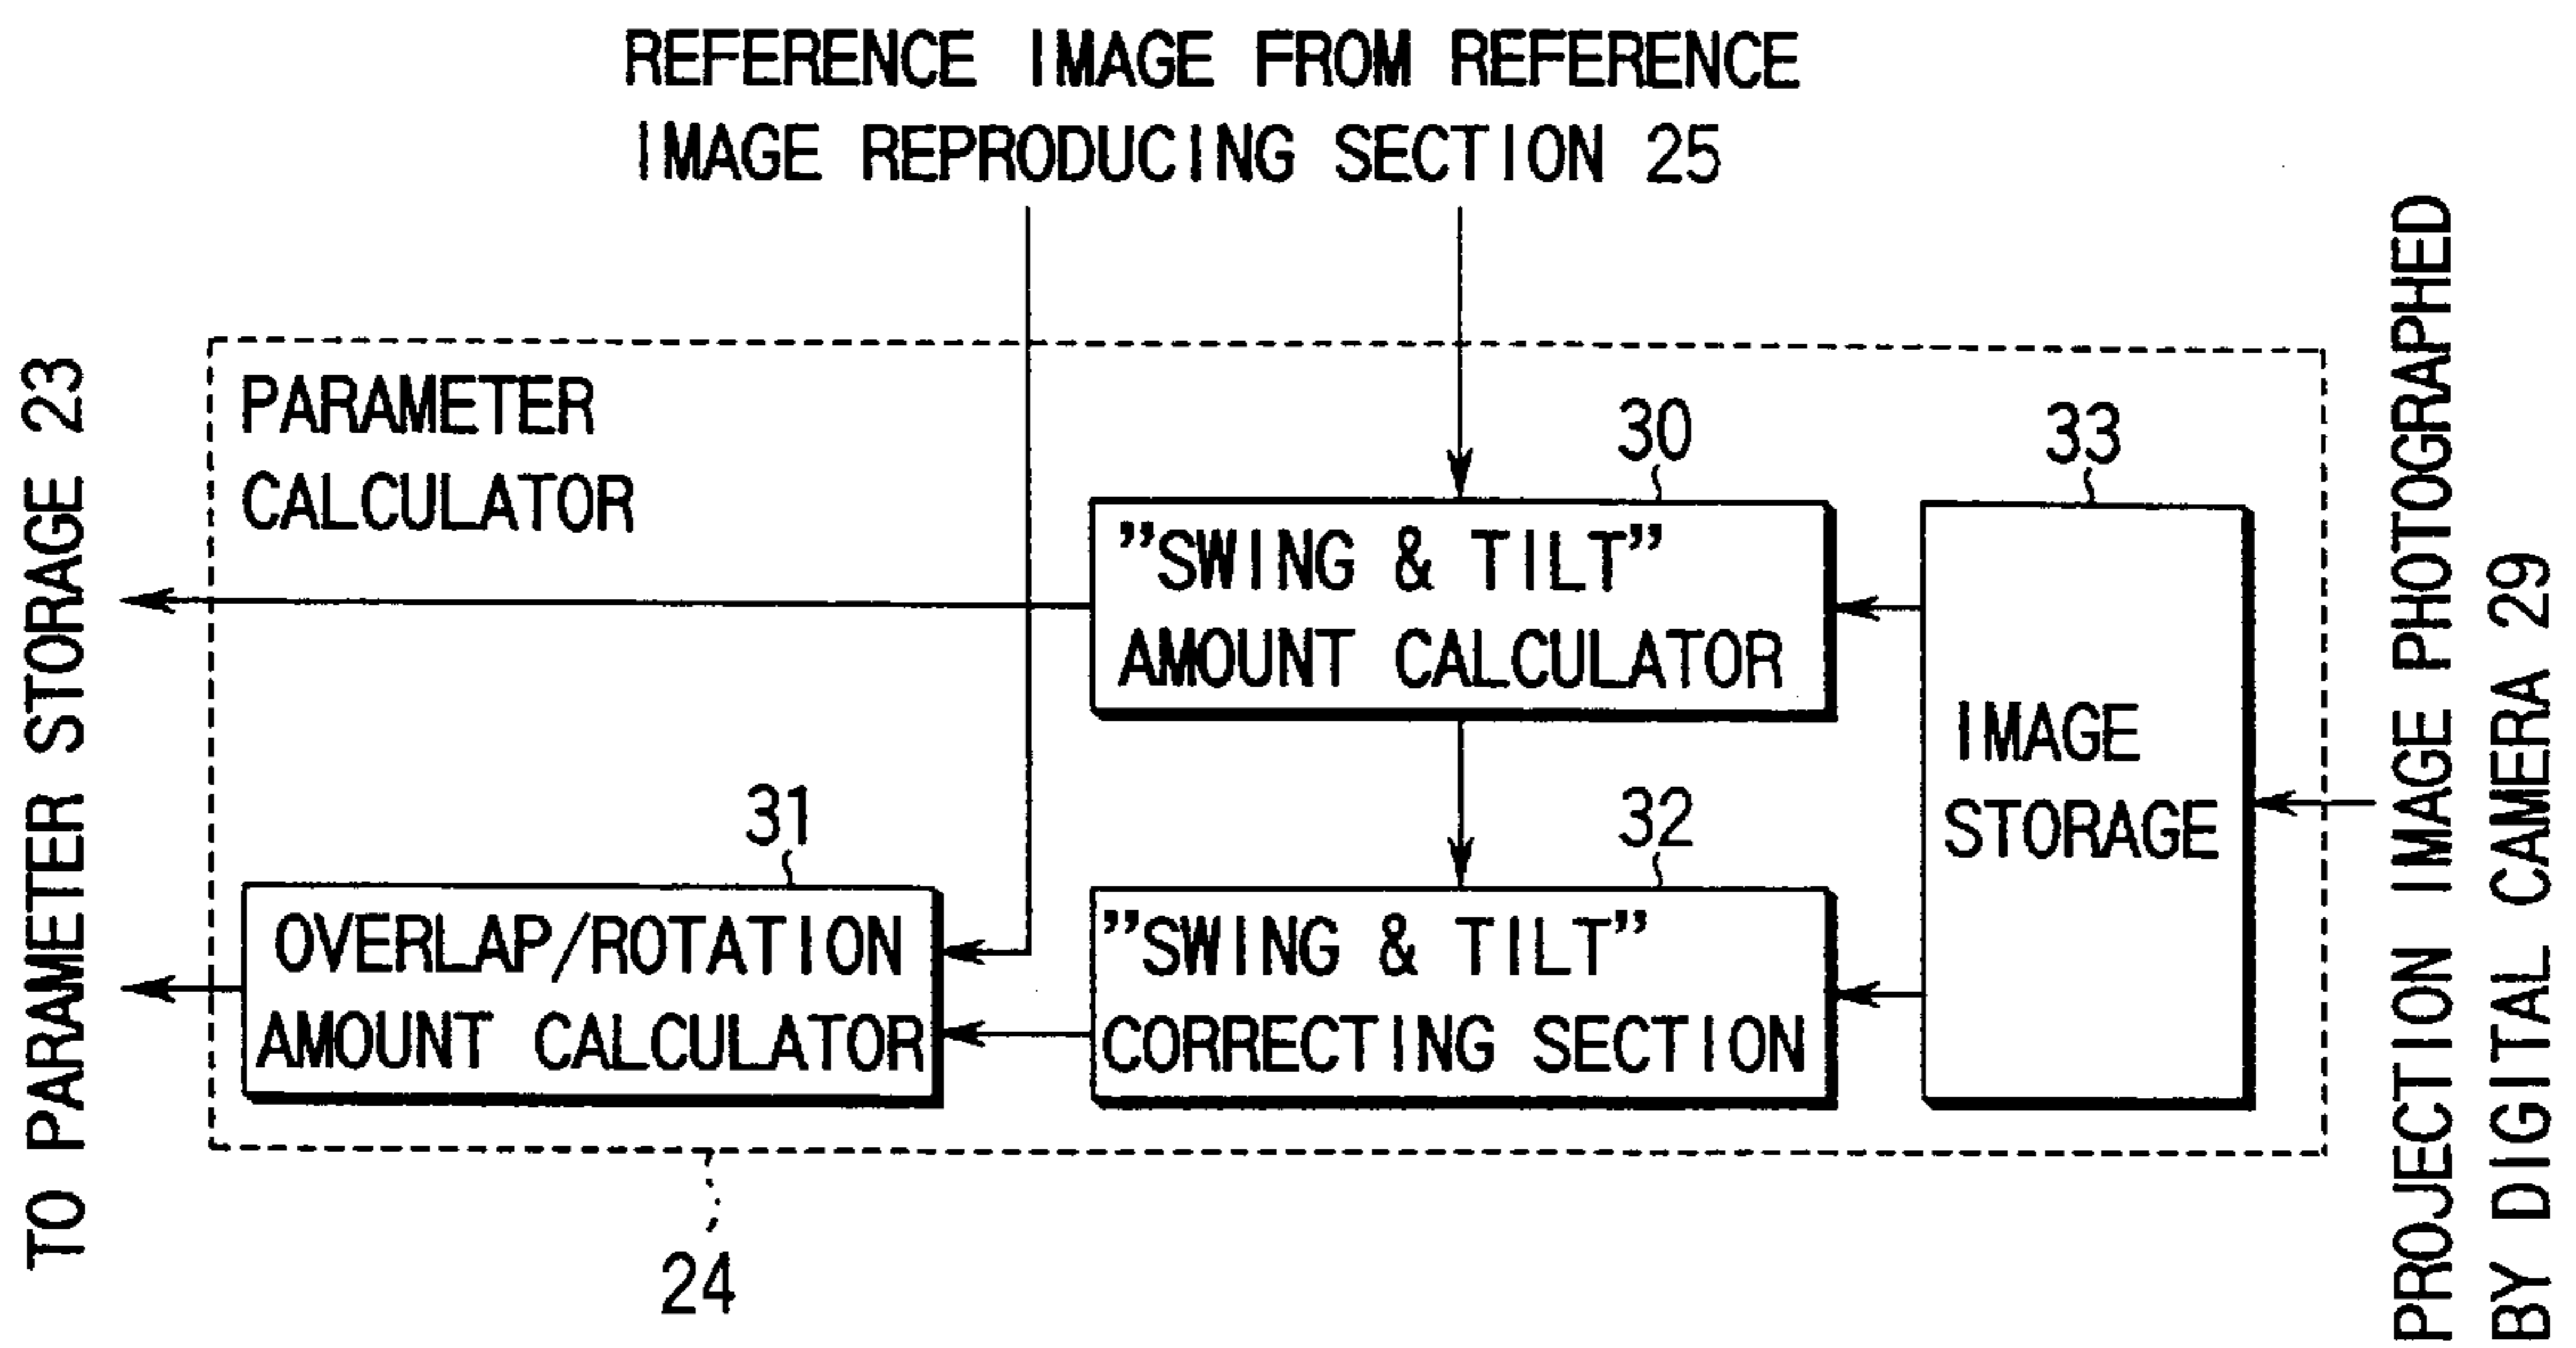 REFERENCE IMAGE FROM REFERENCE
IMAGE REPRODUCING SECTION 25
TO PARAMETER STORAGE 23
PARAMETER
CALCULATOR
30
"SWING & TILT"
AMOUNT CALCULATOR
33
IMAGE
STORAGE
31
OVERLAP/ROTATION
AMOUNT CALCULATOR
32
"SWING & TILT"
CORRECTING SECTION
24
PROJECTION IMAGE PHOTOGRAPHED
BY DIGITAL CAMERA 29